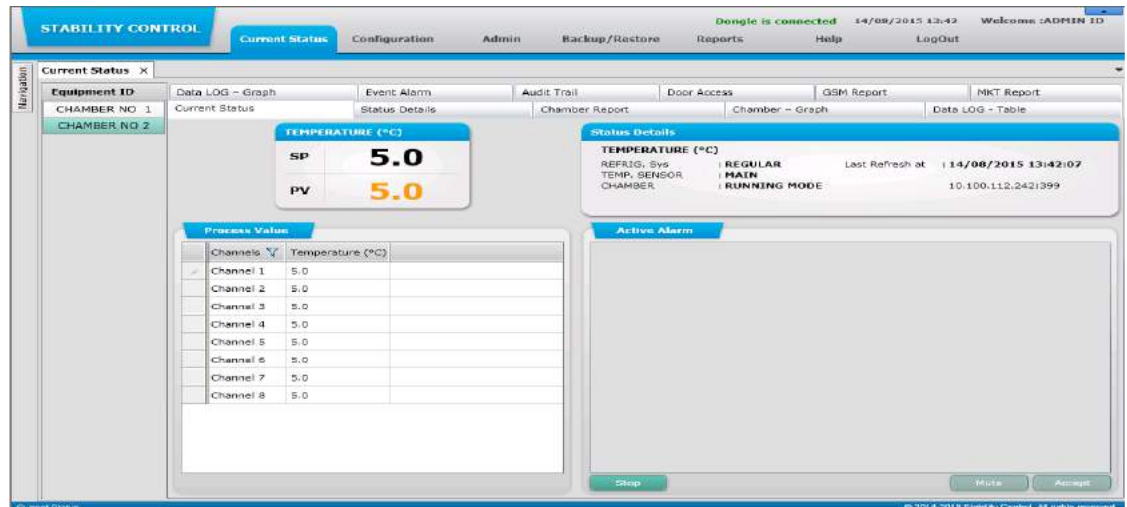 STABILITY CONTROL
Dongle is connected 14/08/2015 13:42 Welcome :ADMIN ID
Current Status Configuration Admin Backup/Restore Reports Help LogOut
Navigation
Current Status X
Equipment ID
CHAMBER NO 1
CHAMBER NO 2
Data LOG - Graph Event Alarm Audit Trail Door Access GSM Report MKT Report
Current Status Status Details Chamber Report Chamber - Graph Data LOG - Table
TEMPERATURE (°C)
SP 5.0
PV 5.0
Status Details
TEMPERATURE (°C)
REFRIG. Sys : REGULAR Last Refresh at : 14/08/2015 13:42:07
TEMP. SENSOR : MAIN
CHAMBER : RUNNING MODE 10.100.112.242:399
Process Value
Channels Temperature (°C)
Channel 1 5.0
Channel 2 5.0
Channel 3 5.0
Channel 4 5.0
Channel 5 5.0
Channel 6 5.0
Channel 7 5.0
Channel 8 5.0
Active Alarm
Stop Mute Accept
Current Status